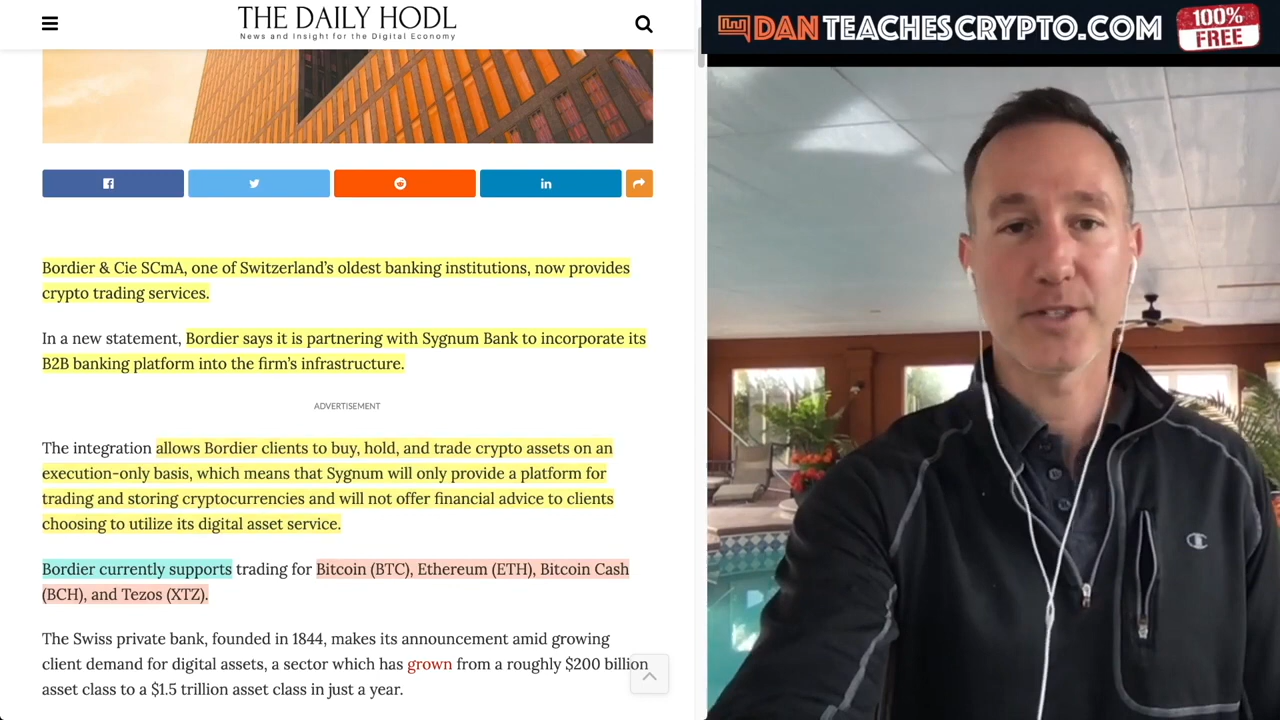 THE DAILY HODL
News and Insight for the Digital Economy
DANTEACHESCRYPTO.COM
100%
FREE
Bordier & Cie SCmA, one of Switzerland’s oldest banking institutions, now provides
crypto trading services.
In a new statement, Bordier says it is partnering with Sygnum Bank to incorporate its
B2B banking platform into the firm’s infrastructure.
ADVERTISEMENT
The integration allows Bordier clients to buy, hold, and trade crypto assets on an
execution-only basis, which means that Sygnum will only provide a platform for
trading and storing cryptocurrencies and will not offer financial advice to clients
choosing to utilize its digital asset service.
Bordier currently supports trading for Bitcoin (BTC), Ethereum (ETH), Bitcoin Cash
(BCH), and Tezos (XTZ).
The Swiss private bank, founded in 1844, makes its announcement amid growing
client demand for digital assets, a sector which has grown from a roughly $200 billion
asset class to a $1.5 trillion asset class in just a year.